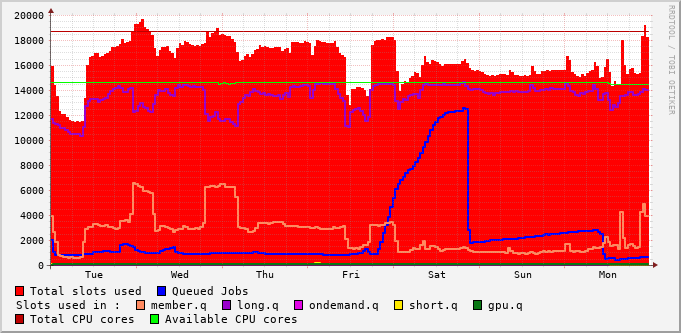 20000
18000
16000
14000
12000
10000
8000
6000
4000
2000
0
Tue Wed Thu Fri Sat Sun Mon
RRDTOOL / TOBI OETIKER
Total slots used Queued Jobs
Slots used in : member.q long.q ondemand.q short.q gpu.q
Total CPU cores Available CPU cores